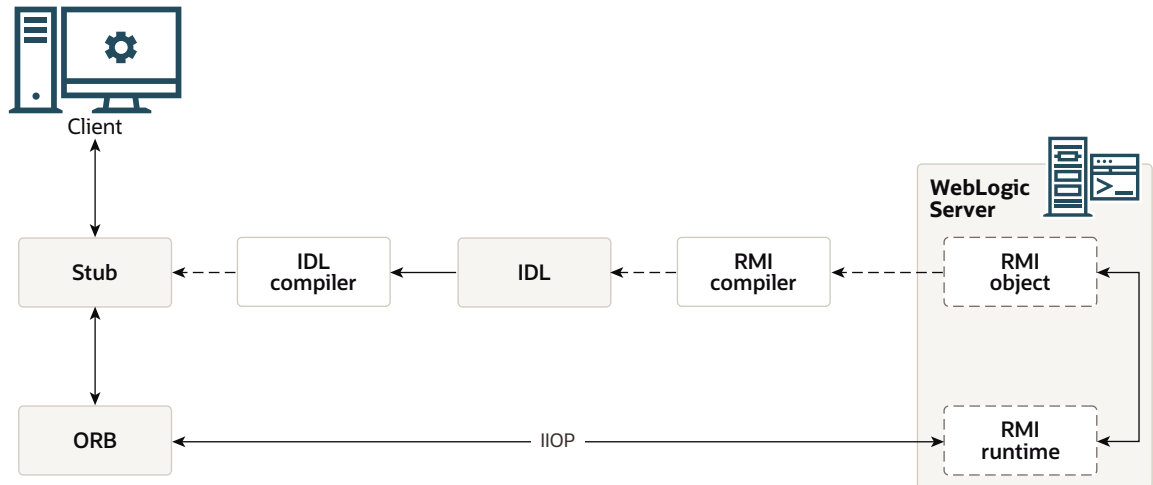 Client
WebLogic
Server
Stub
IDL
compiler
IDL
RMI
compiler
RMI
object
ORB
IIOP
RMI
runtime